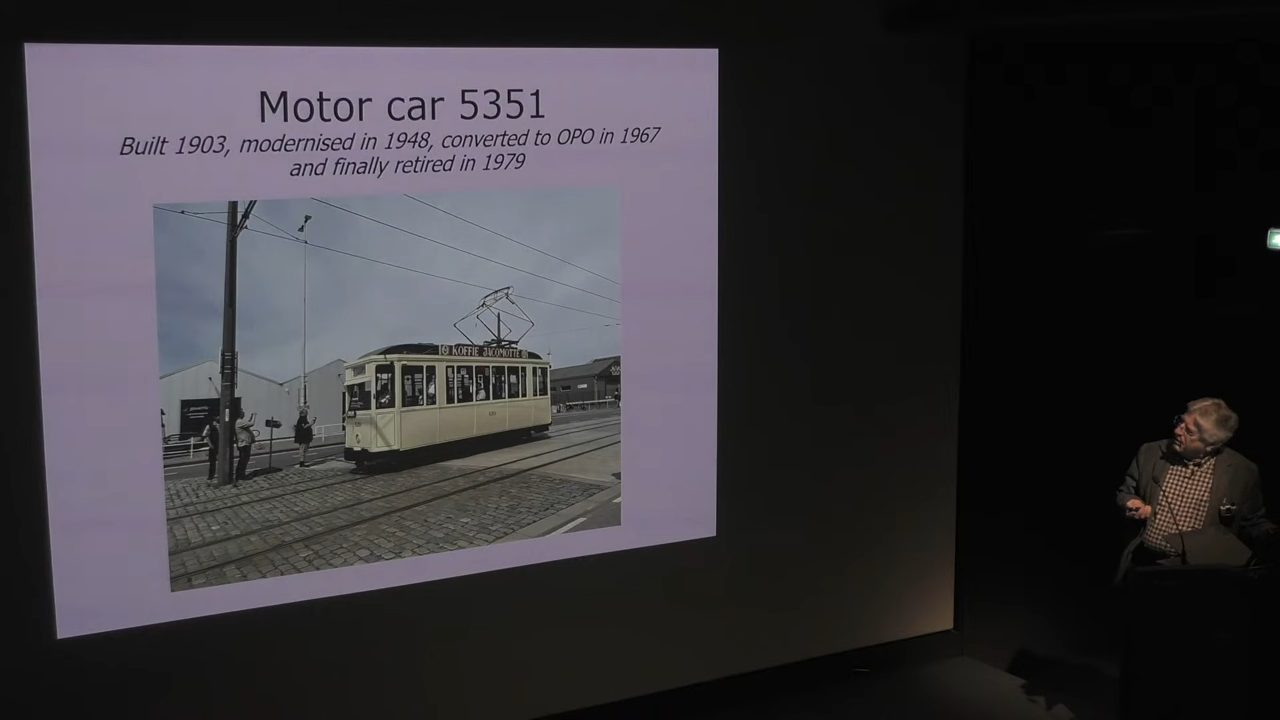 Motor car 5351
Built 1903, modernised in 1948, converted to OPO in 1967
and finally retired in 1979
KOFFIE JACQMOTTE